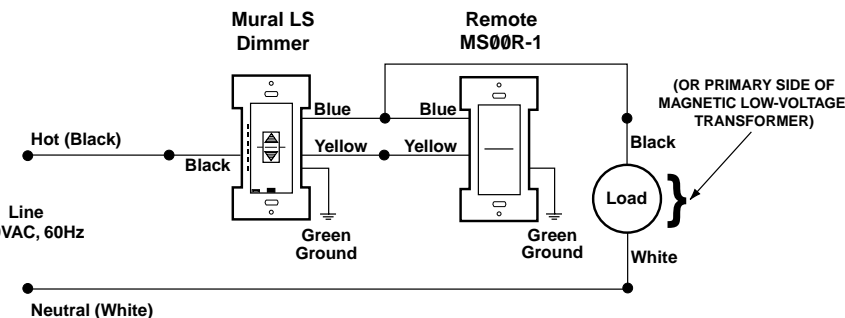 Mural LS
Dimmer
Remote
MS00R-1
(OR PRIMARY SIDE OF
MAGNETIC LOW-VOLTAGE
TRANSFORMER)
Blue
Blue
Hot (Black)
Black
Yellow
Yellow
Black
Load
Line
VAC, 60Hz
Green
Ground
Green
Ground
White
Neutral (White)